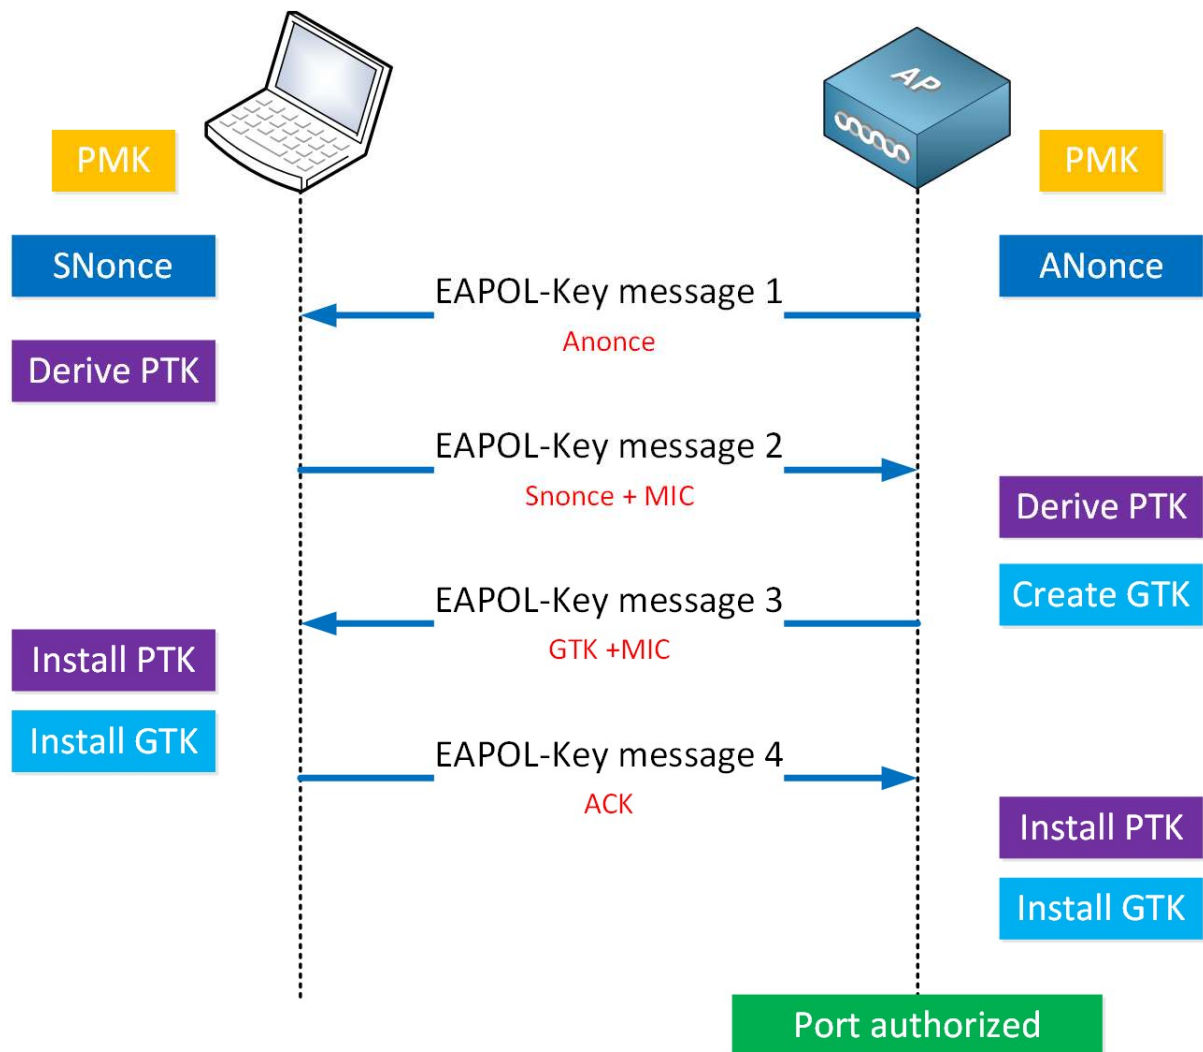 AP
PMK
PMK
SNonce
ANonce
EAPOL-Key message 1
Anonce
Derive PTK
EAPOL-Key message 2
Snonce + MIC
Derive PTK
EAPOL-Key message 3
GTK +MIC
Create GTK
Install PTK
Install GTK
EAPOL-Key message 4
ACK
Install PTK
Install GTK
Port authorized